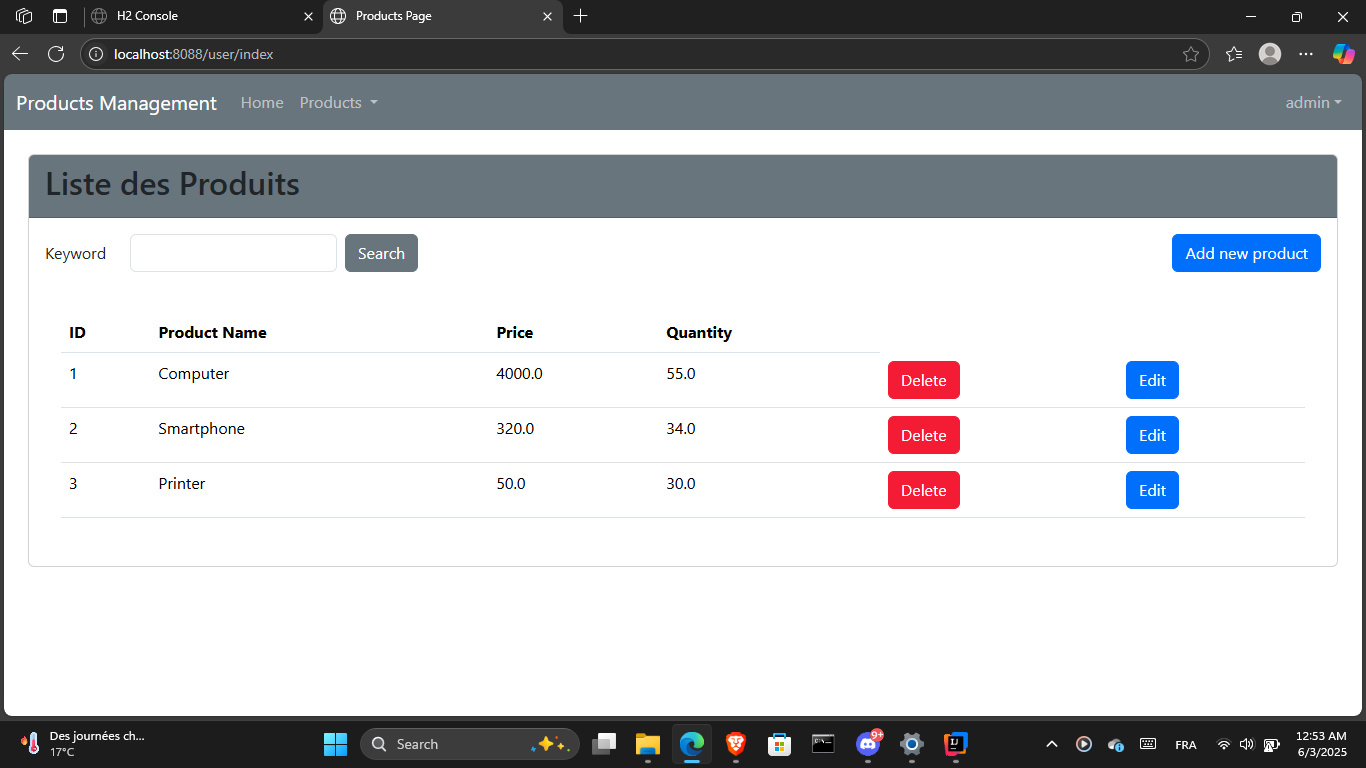 H2 Console
Products Page
localhost:8088/user/index
Products Management Home Products admin
Liste des Produits
Keyword Search Add new product
ID Product Name Price Quantity
1 Computer 4000.0 55.0 Delete Edit
2 Smartphone 320.0 34.0 Delete Edit
3 Printer 50.0 30.0 Delete Edit
Des journées ch...
17°C
Search
9+
FRA
12:53 AM
6/3/2025